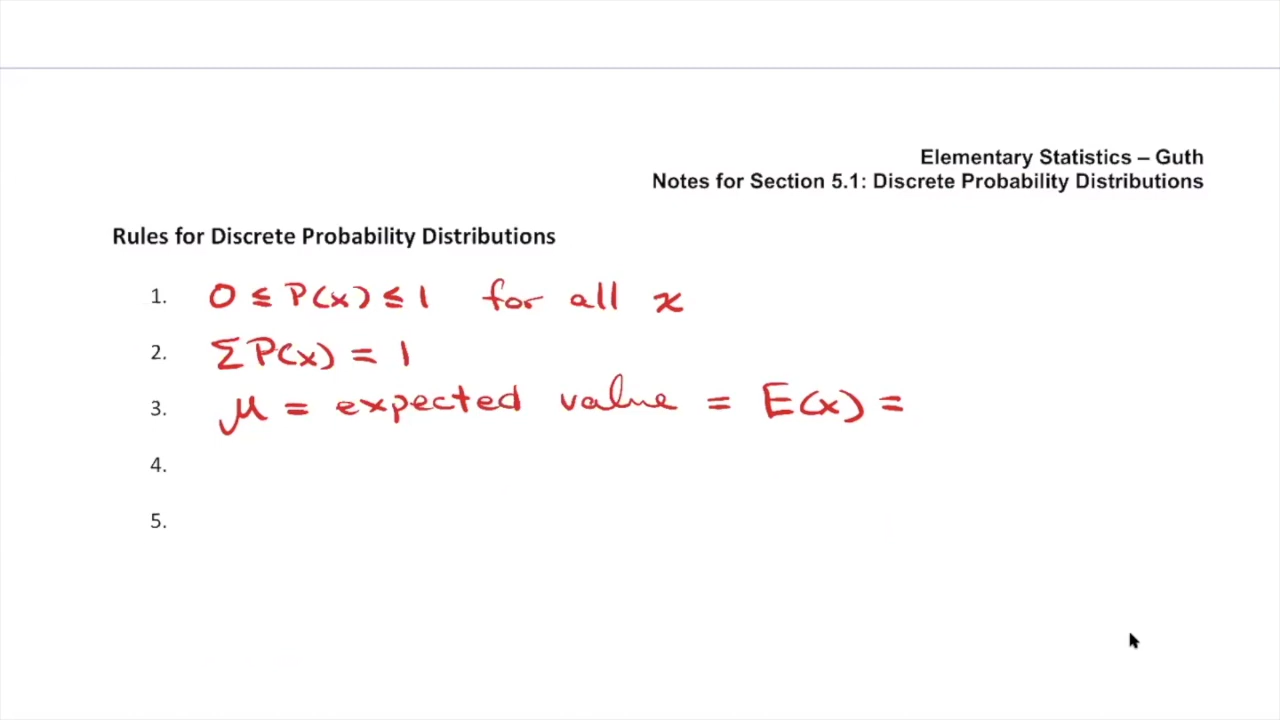 Elementary Statistics – Guth
Notes for Section 5.1: Discrete Probability Distributions
Rules for Discrete Probability Distributions
1. 0 ≤ P(x) ≤ 1 for all x
2. ΣP(x) = 1
3. μ = expected value = E(x) =
4.
5.